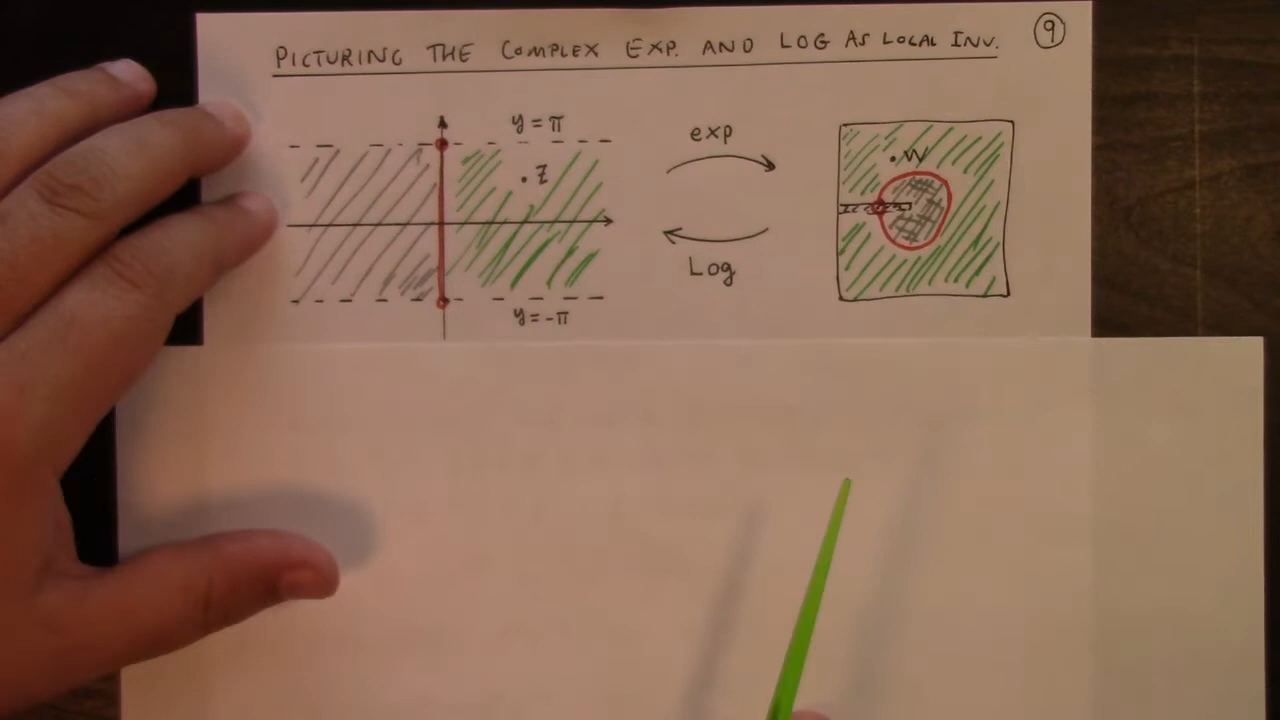 PICTURING THE COMPLEX EXP. AND LOG AS LOCAL INV.
9
y = π
z
y = -π
exp
Log
W